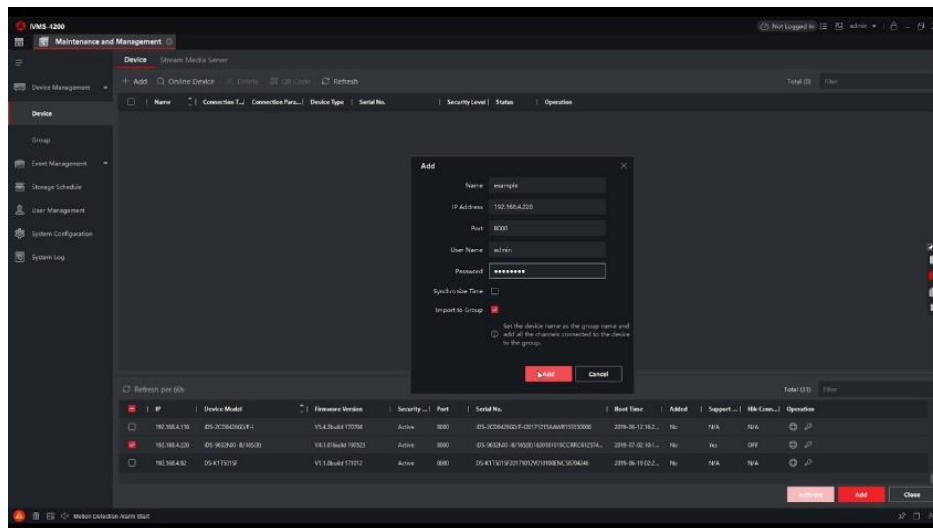 iVMS-4200
Not Logged In
admin
Maintenance and Management
Device Stream Media Server
Add Online Device Delete QR Code Refresh Total (0) Filter
Name Connection T... Connection Para... Device Type Serial No. Security Level Status Operation
Device Management
Device
Group
Event Management
Storage Schedule
User Management
System Configuration
System Log
Add
Name example
IP Address 192.168.4.220
Port 8000
User Name admin
Password ●●●●●●●●
Synchronize Time
Import to Group
Set the device name as the group name and
add all the channels connected to the device
to the group.
Add Cancel
Refresh per 60s Total (31) Filter
IP Device Model Firmware Version Security ... Port Serial No. Boot Time Added Support ... Hik-Conn... Operation
192.168.4.110 Active 8000 No N/A N/A
192.168.4.220 Active 8000 No Yes OFF
192.168.4.92 DS-K1T501SF V1.1.0build 171012 Active 8000 No N/A N/A
Activate Add Close
Motion Detection Alarm Start